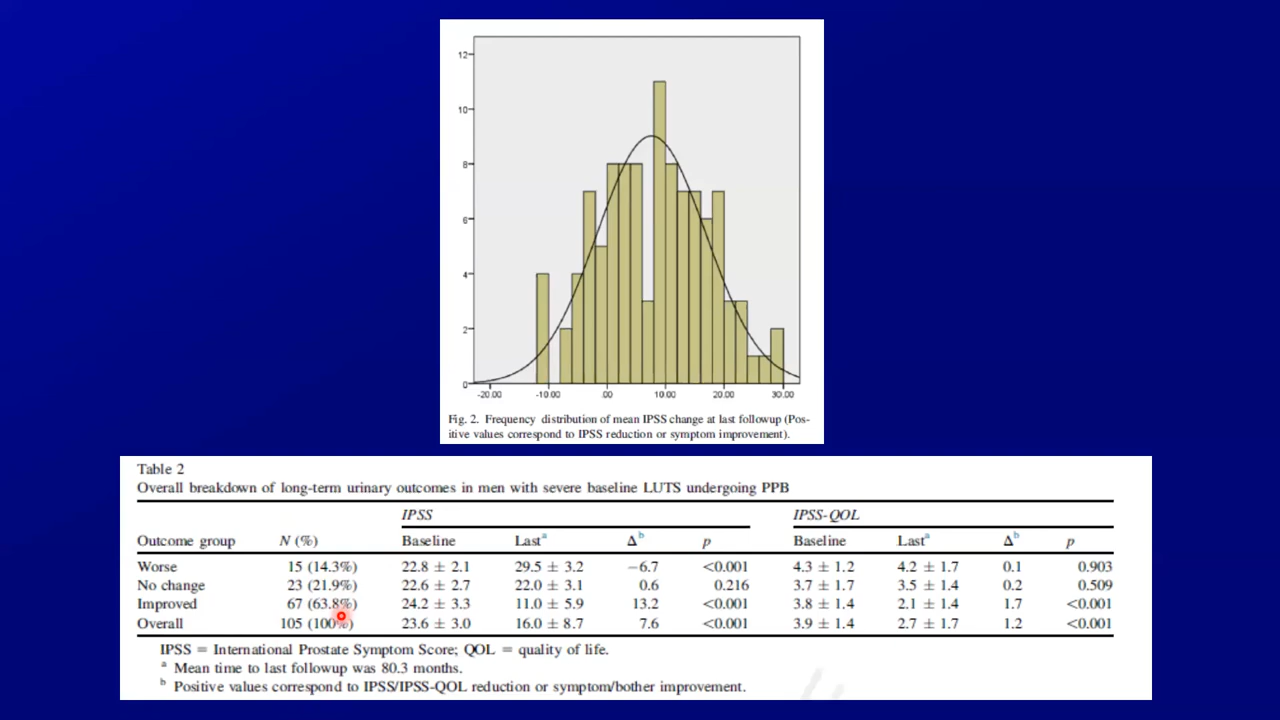 12
10
8
6
4
2
0
-20.00 -10.00 .00 10.00 20.00 30.00
Fig. 2. Frequency distribution of mean IPSS change at last followup (Pos-
itive values correspond to IPSS reduction or symptom improvement).
Table 2
Overall breakdown of long-term urinary outcomes in men with severe baseline LUTS undergoing PPB
IPSS IPSS-QOL
Outcome group N (%) Baseline Lastᵃ Δᵇ p Baseline Lastᵃ Δᵇ p
Worse 15 (14.3%) 22.8 ± 2.1 29.5 ± 3.2 −6.7 <0.001 4.3 ± 1.2 4.2 ± 1.7 0.1 0.903
No change 23 (21.9%) 22.6 ± 2.7 22.0 ± 3.1 0.6 0.216 3.7 ± 1.7 3.5 ± 1.4 0.2 0.509
Improved 67 (63.8%) 24.2 ± 3.3 11.0 ± 5.9 13.2 <0.001 3.8 ± 1.4 2.1 ± 1.4 1.7 <0.001
Overall 105 (100%) 23.6 ± 3.0 16.0 ± 8.7 7.6 <0.001 3.9 ± 1.4 2.7 ± 1.7 1.2 <0.001
IPSS = International Prostate Symptom Score; QOL = quality of life.
ᵃ Mean time to last followup was 80.3 months.
ᵇ Positive values correspond to IPSS/IPSS-QOL reduction or symptom/bother improvement.